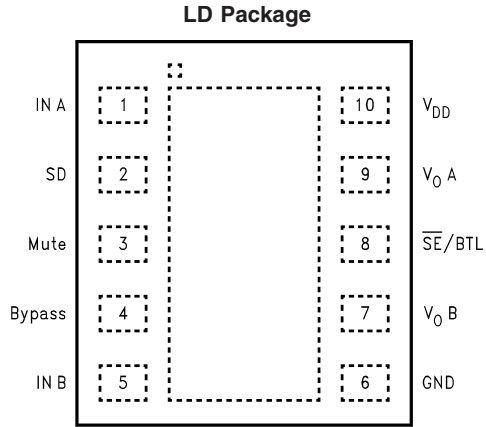 LD Package
IN A 1 10 V_DD
SD 2 9 V_O A
Mute 3 8 S̅E̅/BTL
Bypass 4 7 V_O B
IN B 5 6 GND